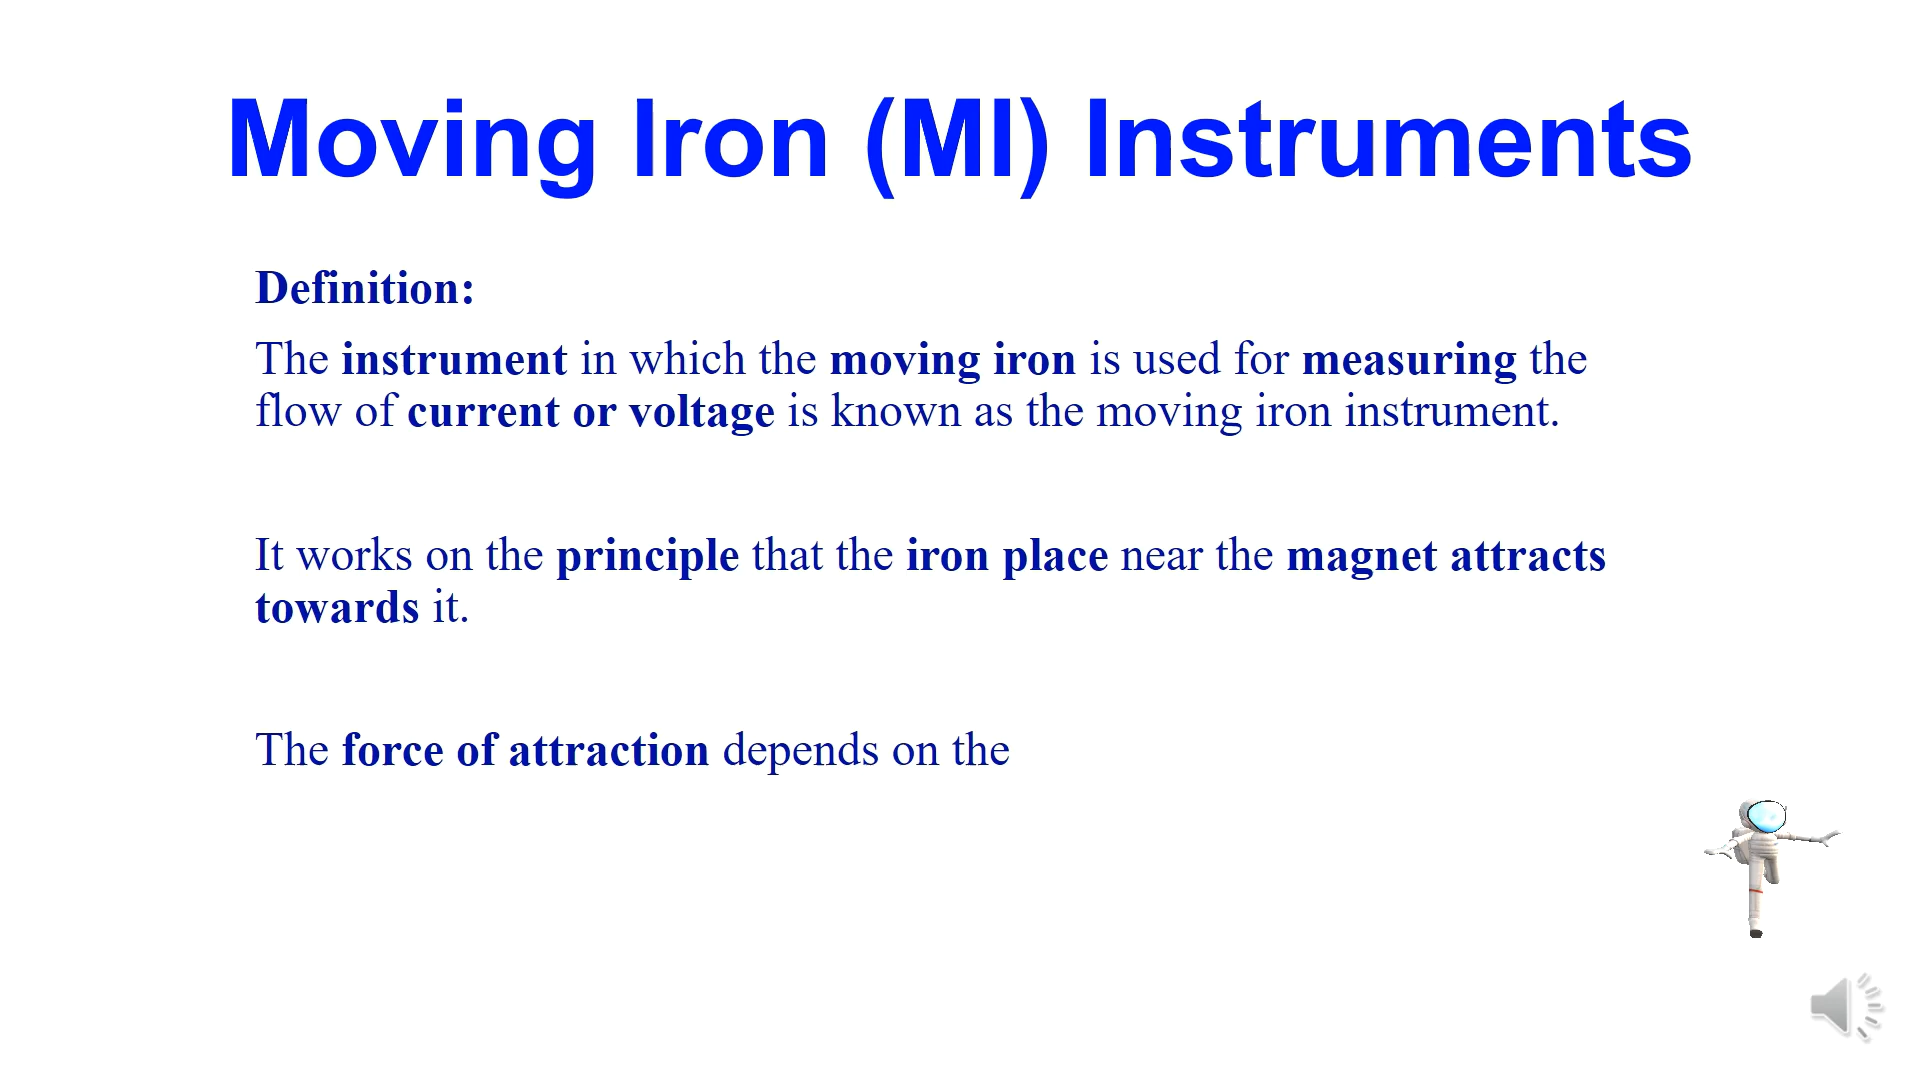 Moving Iron (MI) Instruments
Definition:
The instrument in which the moving iron is used for measuring the
flow of current or voltage is known as the moving iron instrument.
It works on the principle that the iron place near the magnet attracts
towards it.
The force of attraction depends on the